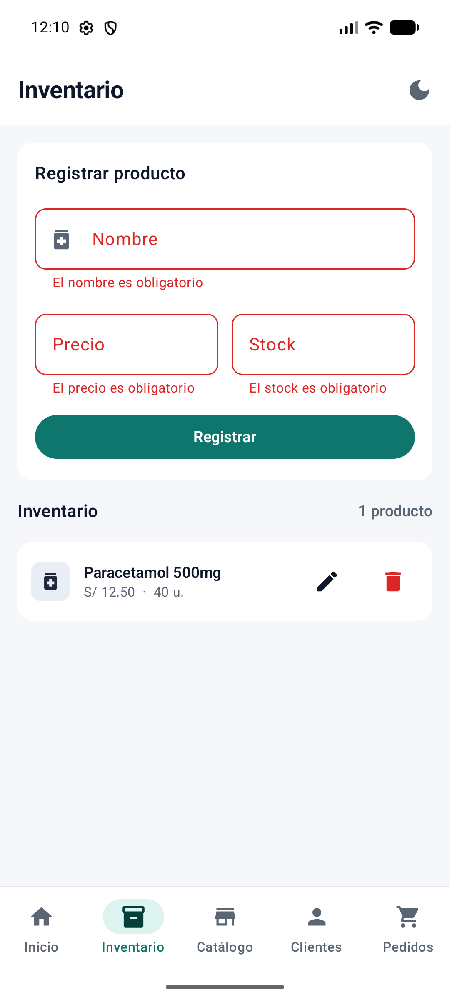 12:10
Inventario
Registrar producto
Nombre
El nombre es obligatorio
Precio
Stock
El precio es obligatorio
El stock es obligatorio
Registrar
Inventario
1 producto
Paracetamol 500mg
S/ 12.50 · 40 u.
Inicio
Inventario
Catálogo
Clientes
Pedidos